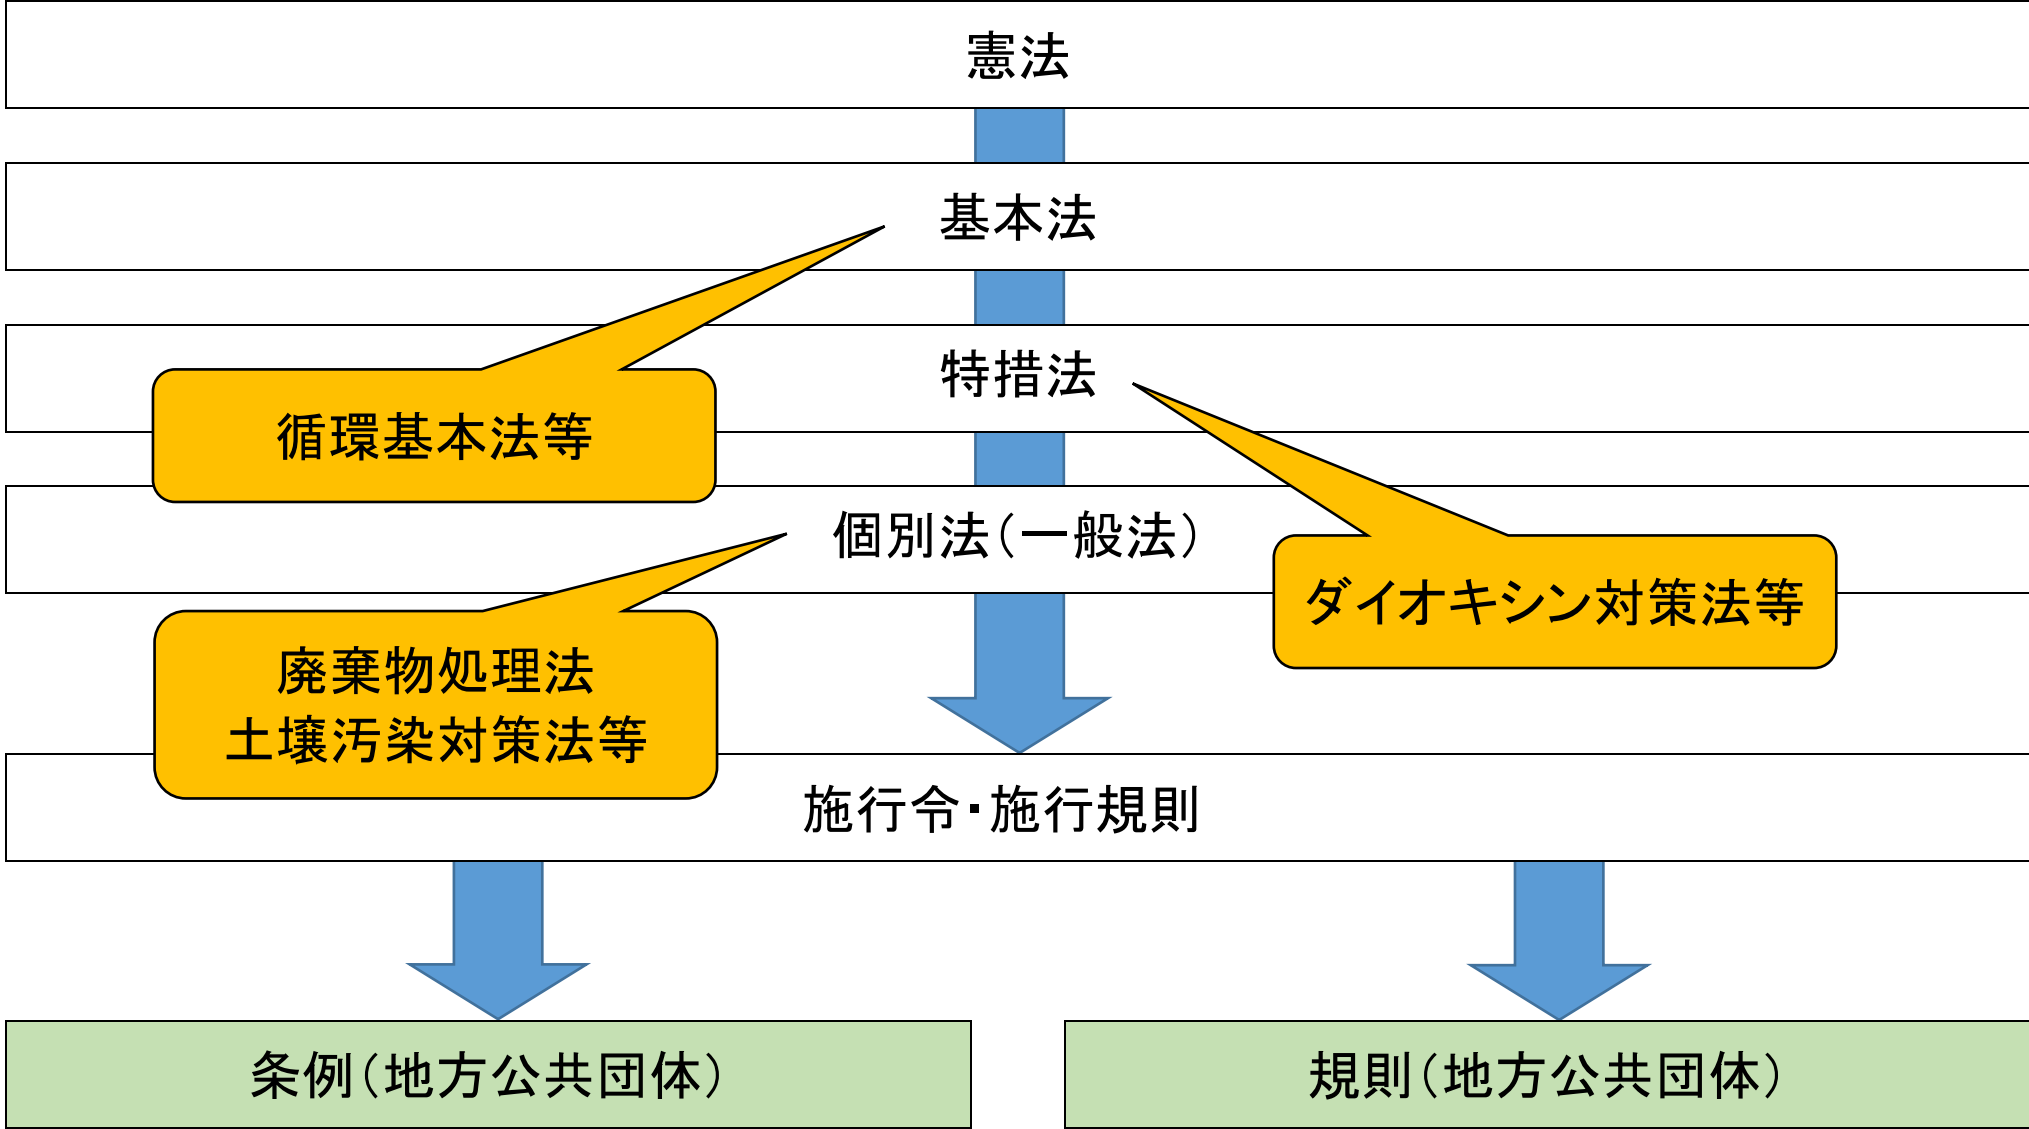 憲法
基本法
特措法
循環基本法等
個別法（一般法）
ダイオキシン対策法等
廃棄物処理法
土壌汚染対策法等
施行令・施行規則
条例（地方公共団体）
規則（地方公共団体）